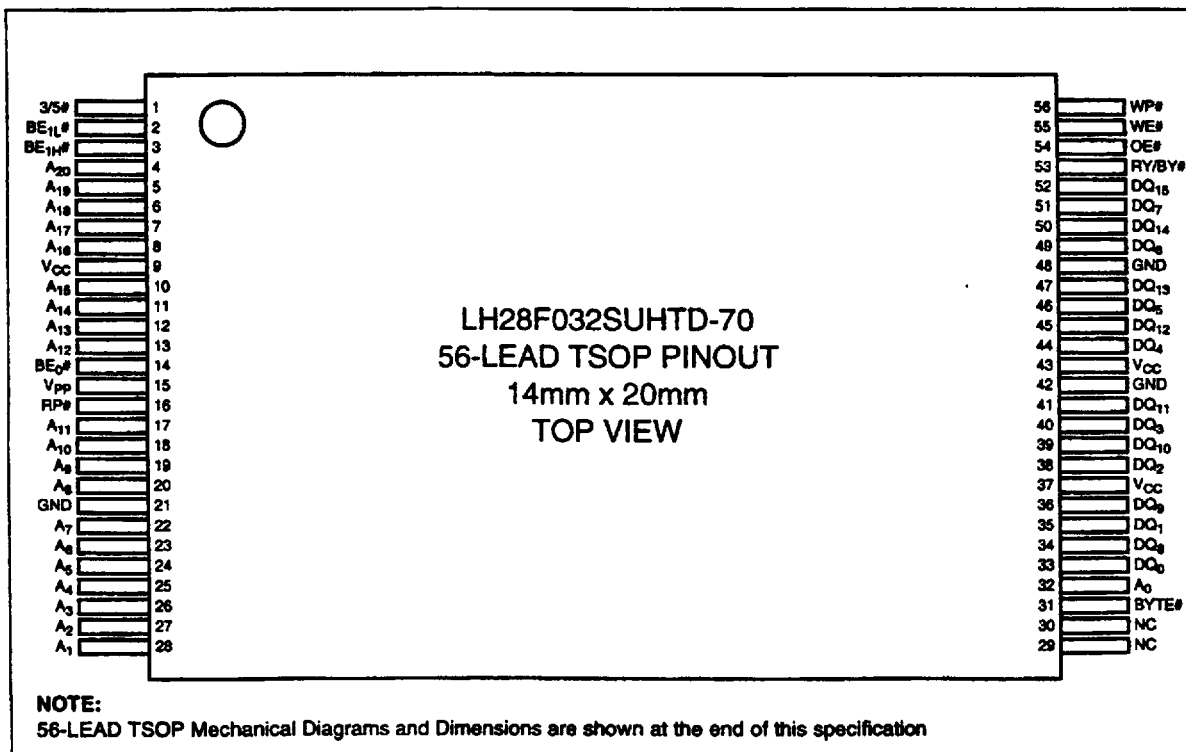 3/5# 1
BE1L# 2
BE1H# 3
A20 4
A19 5
A18 6
A17 7
A16 8
VCC 9
A15 10
A14 11
A13 12
A12 13
BE0# 14
VPP 15
RP# 16
A11 17
A10 18
A9 19
A8 20
GND 21
A7 22
A6 23
A5 24
A4 25
A3 26
A2 27
A1 28
LH28F032SUHTD-70
56-LEAD TSOP PINOUT
14mm x 20mm
TOP VIEW
56 WP#
55 WE#
54 OE#
53 RY/BY#
52 DQ15
51 DQ7
50 DQ14
49 DQ6
48 GND
47 DQ13
46 DQ5
45 DQ12
44 DQ4
43 VCC
42 GND
41 DQ11
40 DQ3
39 DQ10
38 DQ2
37 VCC
36 DQ9
35 DQ1
34 DQ8
33 DQ0
32 A0
31 BYTE#
30 NC
29 NC
NOTE:
56-LEAD TSOP Mechanical Diagrams and Dimensions are shown at the end of this specification